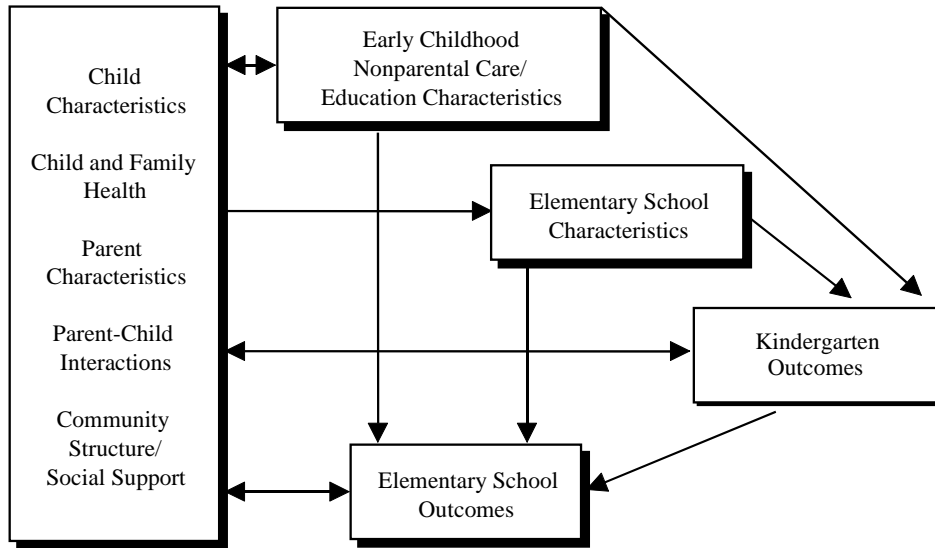 Child
Characteristics
Child and Family
Health
Parent
Characteristics
Parent-Child
Interactions
Community
Structure/
Social Support
Early Childhood
Nonparental Care/
Education Characteristics
Elementary School
Characteristics
Kindergarten
Outcomes
Elementary School
Outcomes